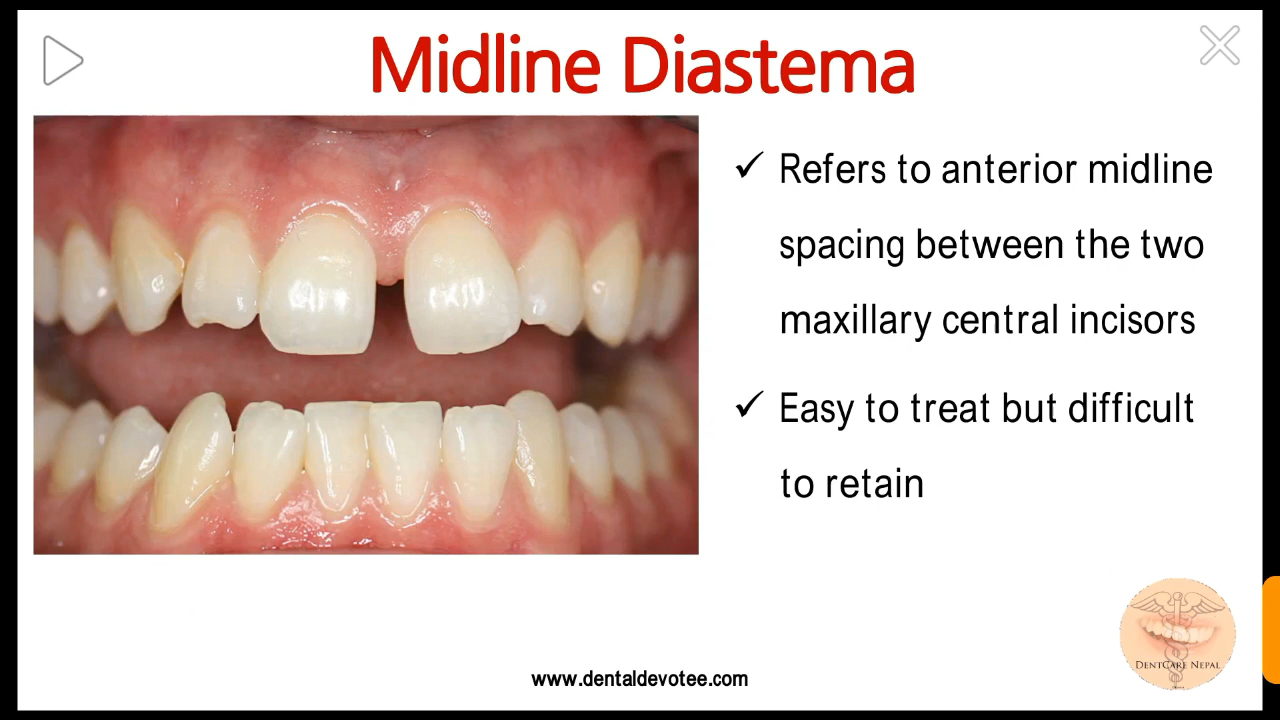 Midline Diastema
✓ Refers to anterior midline
spacing between the two
maxillary central incisors
✓ Easy to treat but difficult
to retain
DENTCARE NEPAL
www.dentaldevotee.com